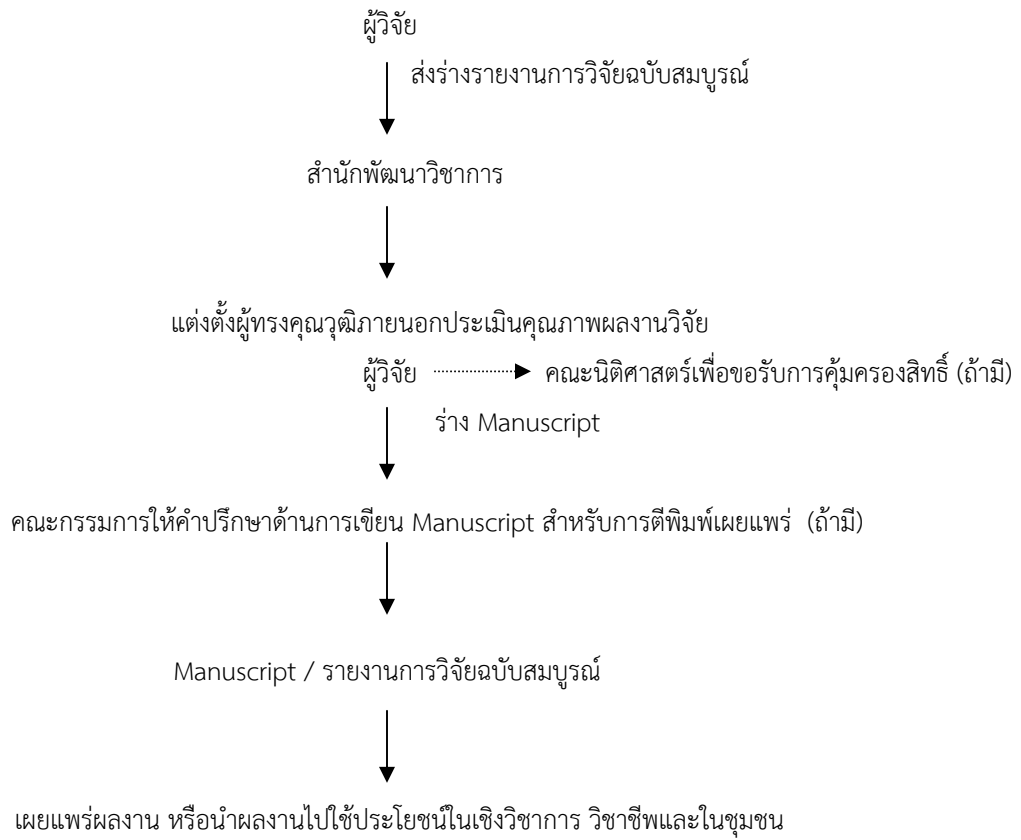 ผู้วิจัย
ส่งร่างรายงานการวิจัยฉบับสมบูรณ์
สำนักพัฒนาวิชาการ
แต่งตั้งผู้ทรงคุณวุฒิภายนอกประเมินคุณภาพผลงานวิจัย
ผู้วิจัย คณะนิติศาสตร์เพื่อขอรับการคุ้มครองสิทธิ์ (ถ้ามี)
ร่าง Manuscript
คณะกรรมการให้คำปรึกษาด้านการเขียน Manuscript สำหรับการตีพิมพ์เผยแพร่ (ถ้ามี)
Manuscript / รายงานการวิจัยฉบับสมบูรณ์
เผยแพร่ผลงาน หรือนำผลงานไปใช้ประโยชน์ในเชิงวิชาการ วิชาชีพและในชุมชน